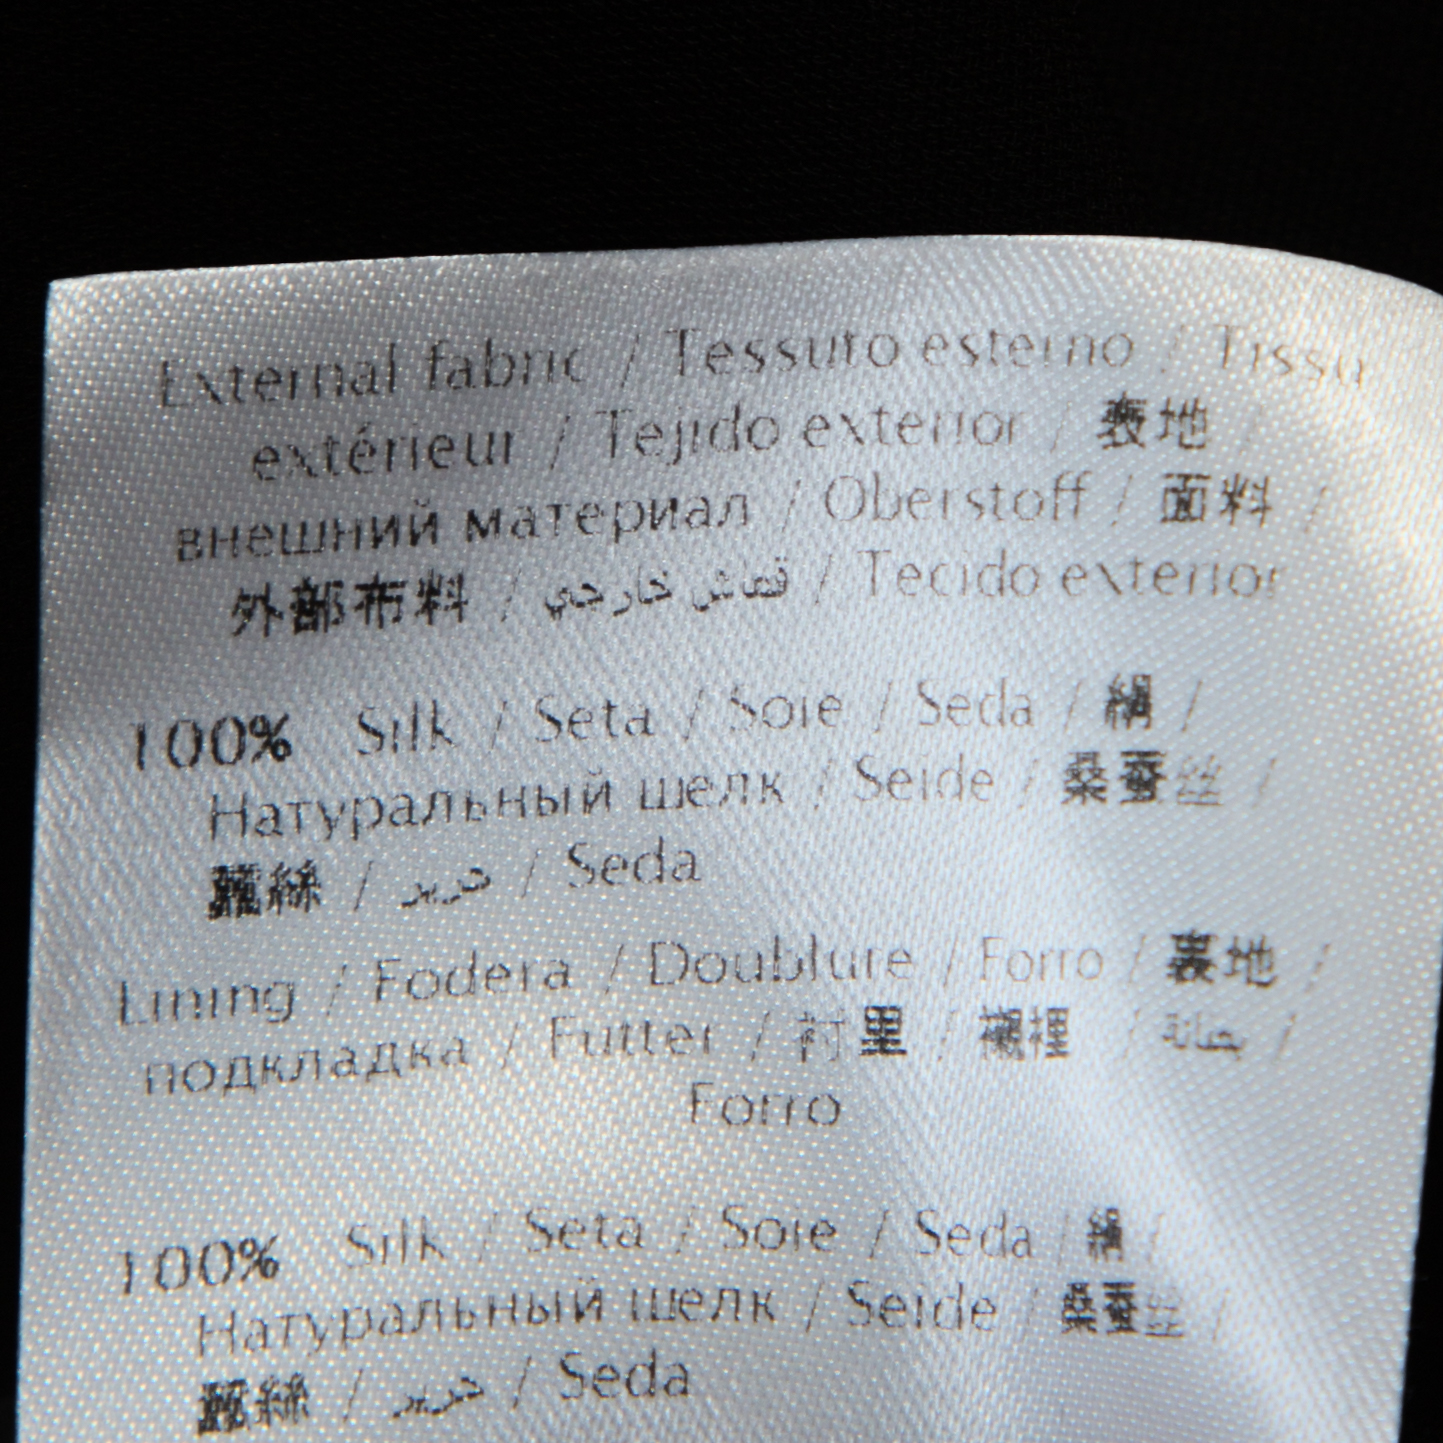 External fabric / Tessuto esterno / Tissu
extérieur / Tejido exterior / 表地 /
внешний материал / Oberstoff / 面料 /
外部布料 / قماش خارجي / Tecido exterior
100% Silk / Seta / Soie / Seda / 絹 /
Натуральный шелк / Seide / 桑蚕丝 /
蠶絲 / حرير / Seda
Lining / Fodera / Doublure / Forro / 裏地 /
подкладка / Futter / 衬里 / 襯裡 / بطانة /
Forro
100% Silk / Seta / Soie / Seda / 絹 /
Натуральный шелк / Seide / 桑蚕丝 /
蠶絲 / حرير / Seda